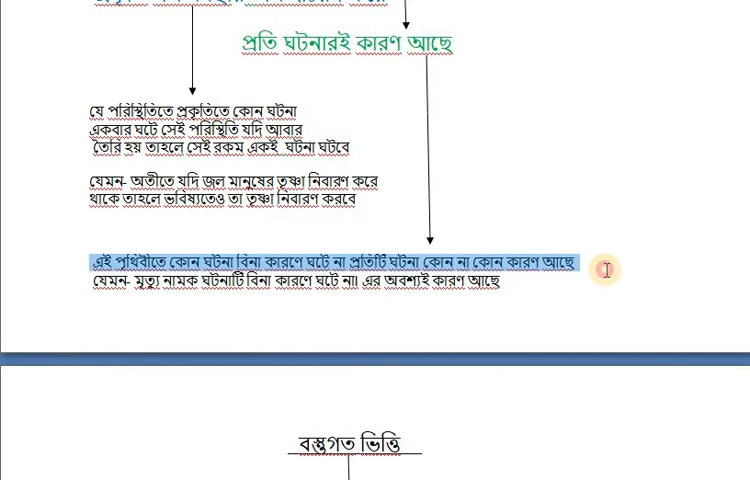 প্রতি ঘটনারই কারণ আছে
যে পরিস্থিতিতে প্রকৃতিতে কোন ঘটনা
একবার ঘটে সেই পরিস্থিতি যদি আবার
তৈরি হয় তাহলে সেই রকম একই ঘটনা ঘটবে
যেমন- অতীতে যদি জল মানুষের তৃষ্ণা নিবারণ করে
থাকে তাহলে ভবিষ্যতেও তা তৃষ্ণা নিবারণ করবে
এই পৃথিবীতে কোন ঘটনা বিনা কারণে ঘটে না প্রতিটি ঘটনা কোন না কোন কারণ আছে
যেমন- মৃত্যু নামক ঘটনাটি বিনা কারণে ঘটে না। এর অবশ্যই কারণ আছে
বস্তুগত ভিত্তি